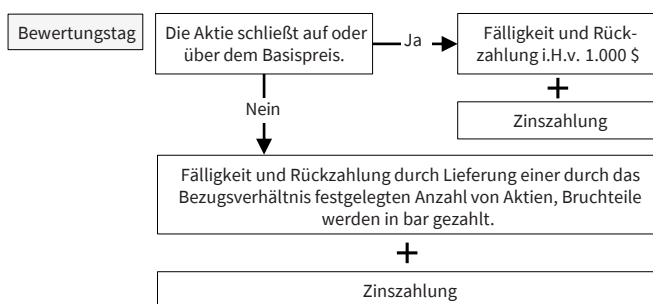 Bewertungstag
Die Aktie schließt auf oder
über dem Basispreis.
Ja
Fälligkeit und Rück-
zahlung i.H.v. 1.000 $
+
Zinszahlung
Nein
Fälligkeit und Rückzahlung durch Lieferung einer durch das
Bezugsverhältnis festgelegten Anzahl von Aktien, Bruchteile
werden in bar gezahlt.
+
Zinszahlung